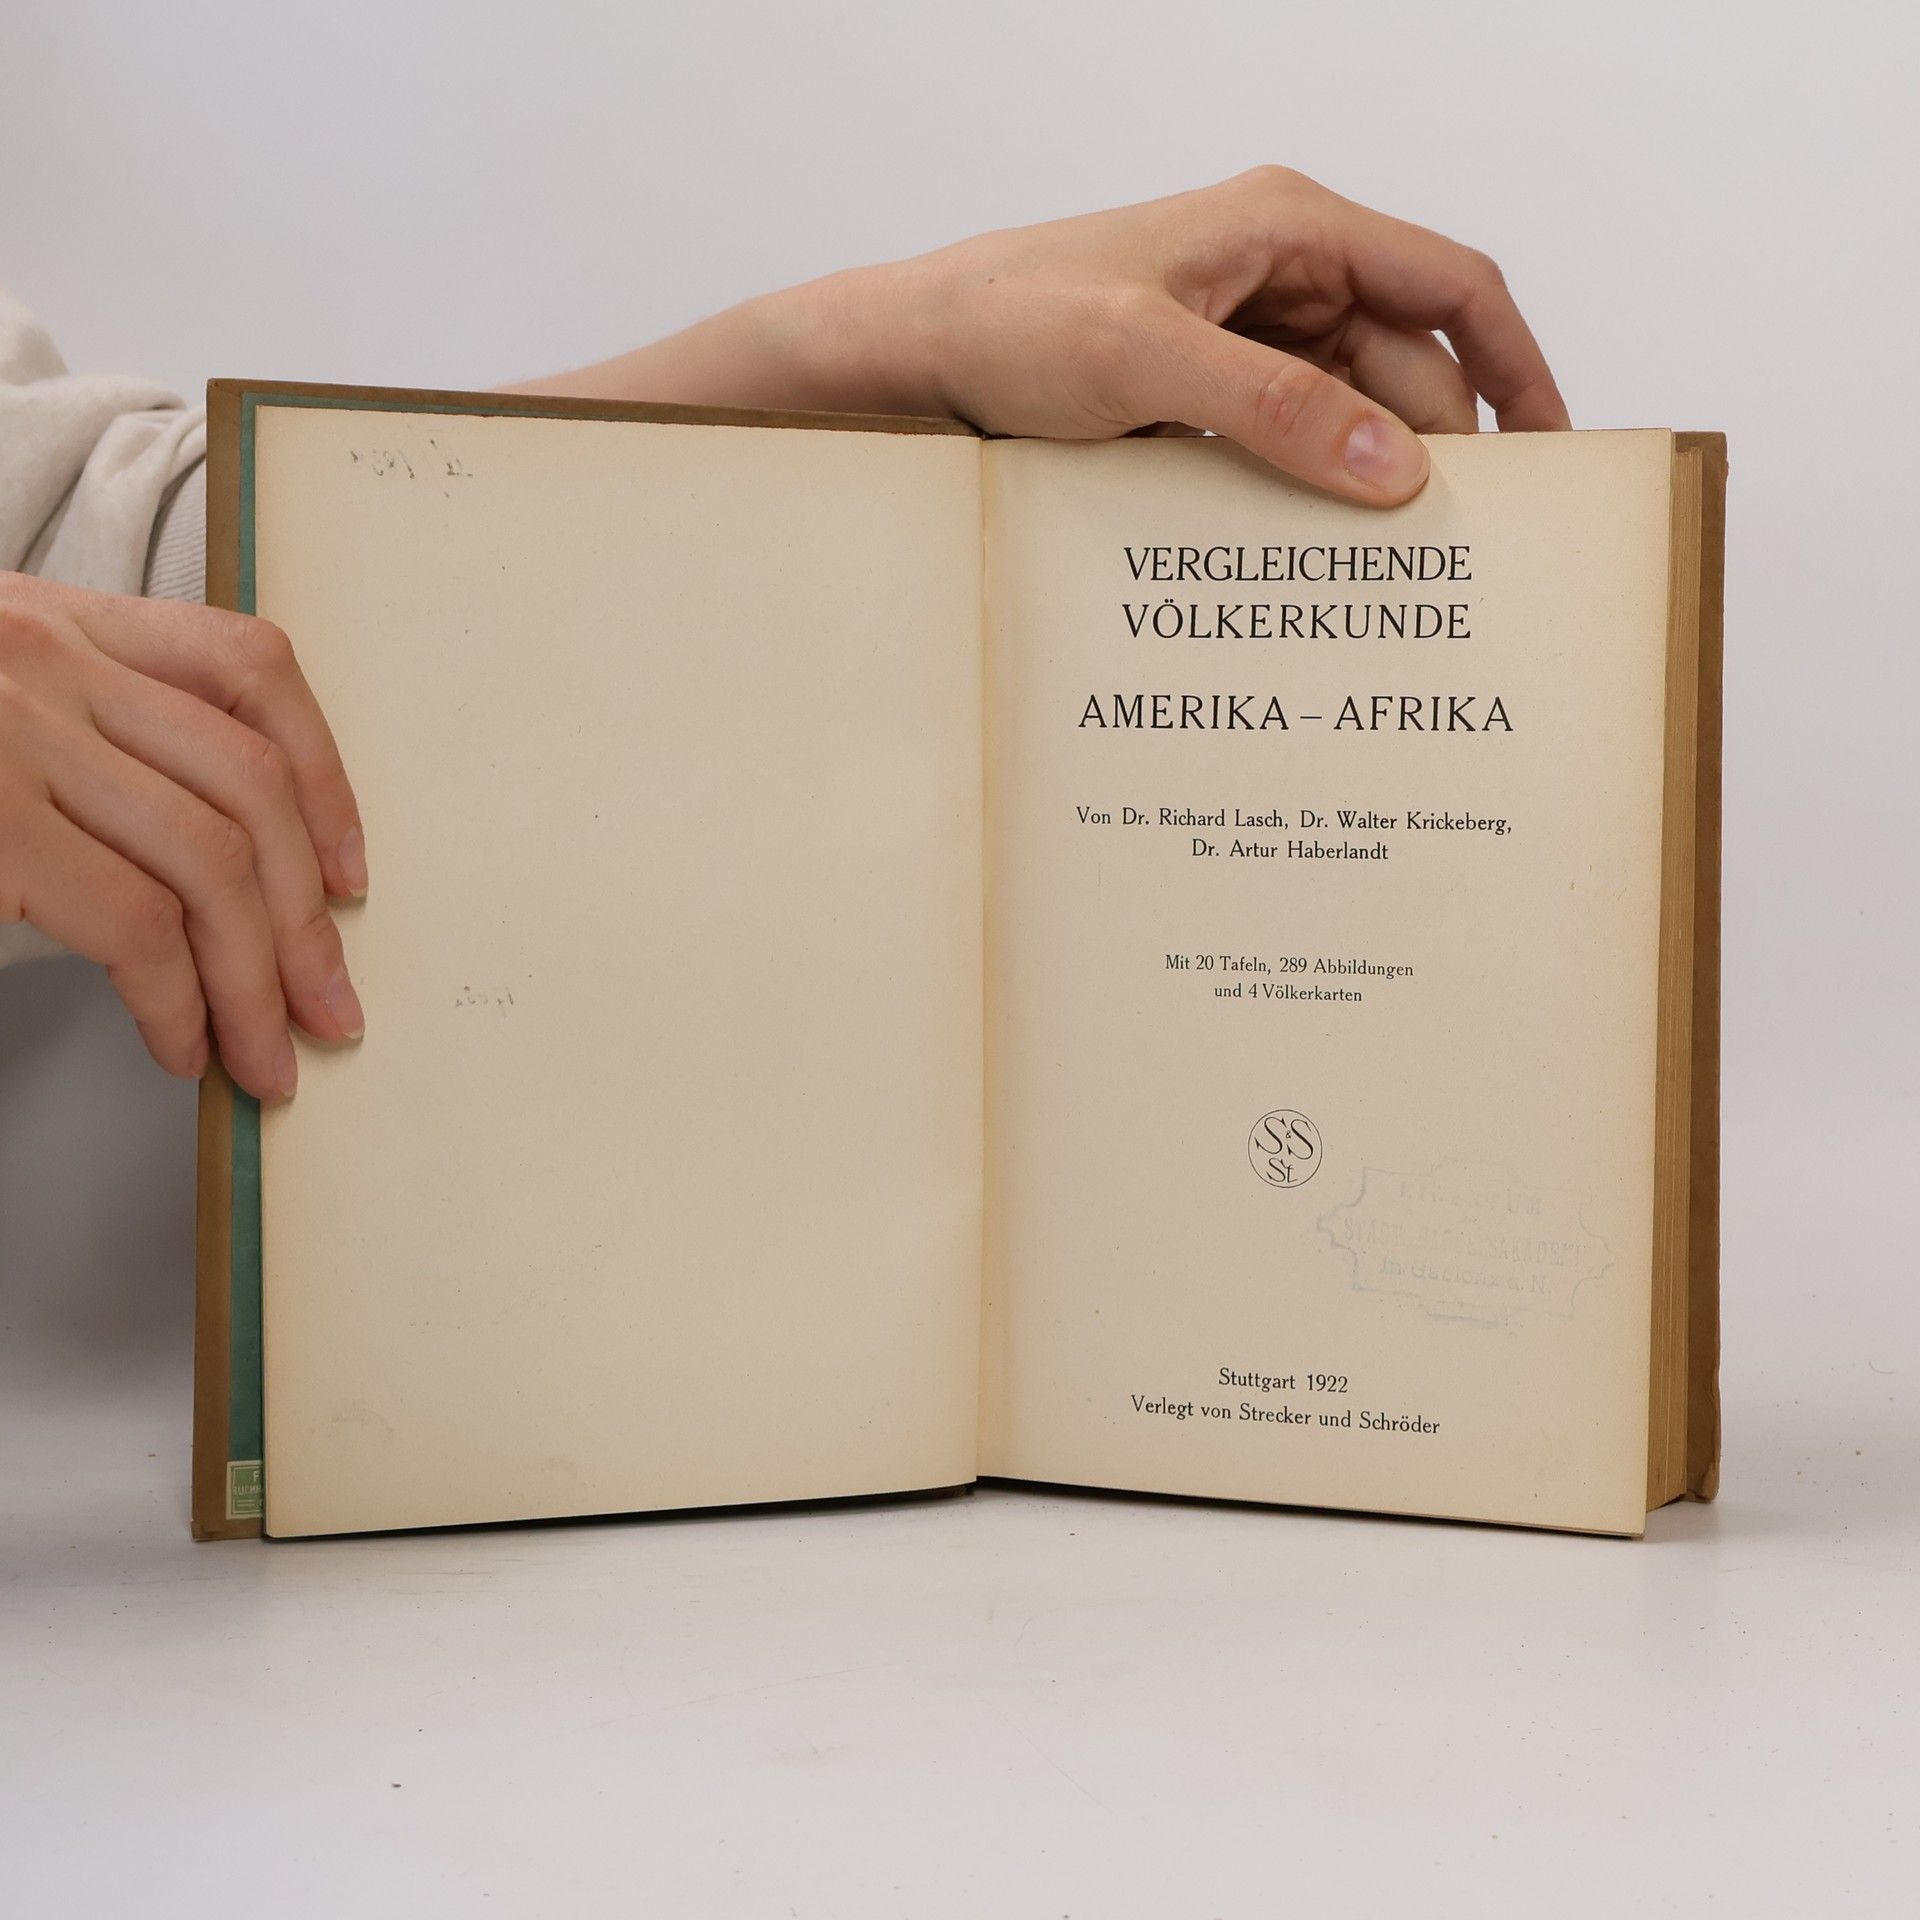 VERGLEICHENDE
VÖLKERKUNDE
AMERIKA – AFRIKA
Von Dr. Richard Lasch, Dr. Walter Krickeberg,
Dr. Artur Haberlandt
Mit 20 Tafeln, 289 Abbildungen
und 4 Völkerkarten
S & S
St
Stuttgart 1922
Verlegt von Strecker und Schröder